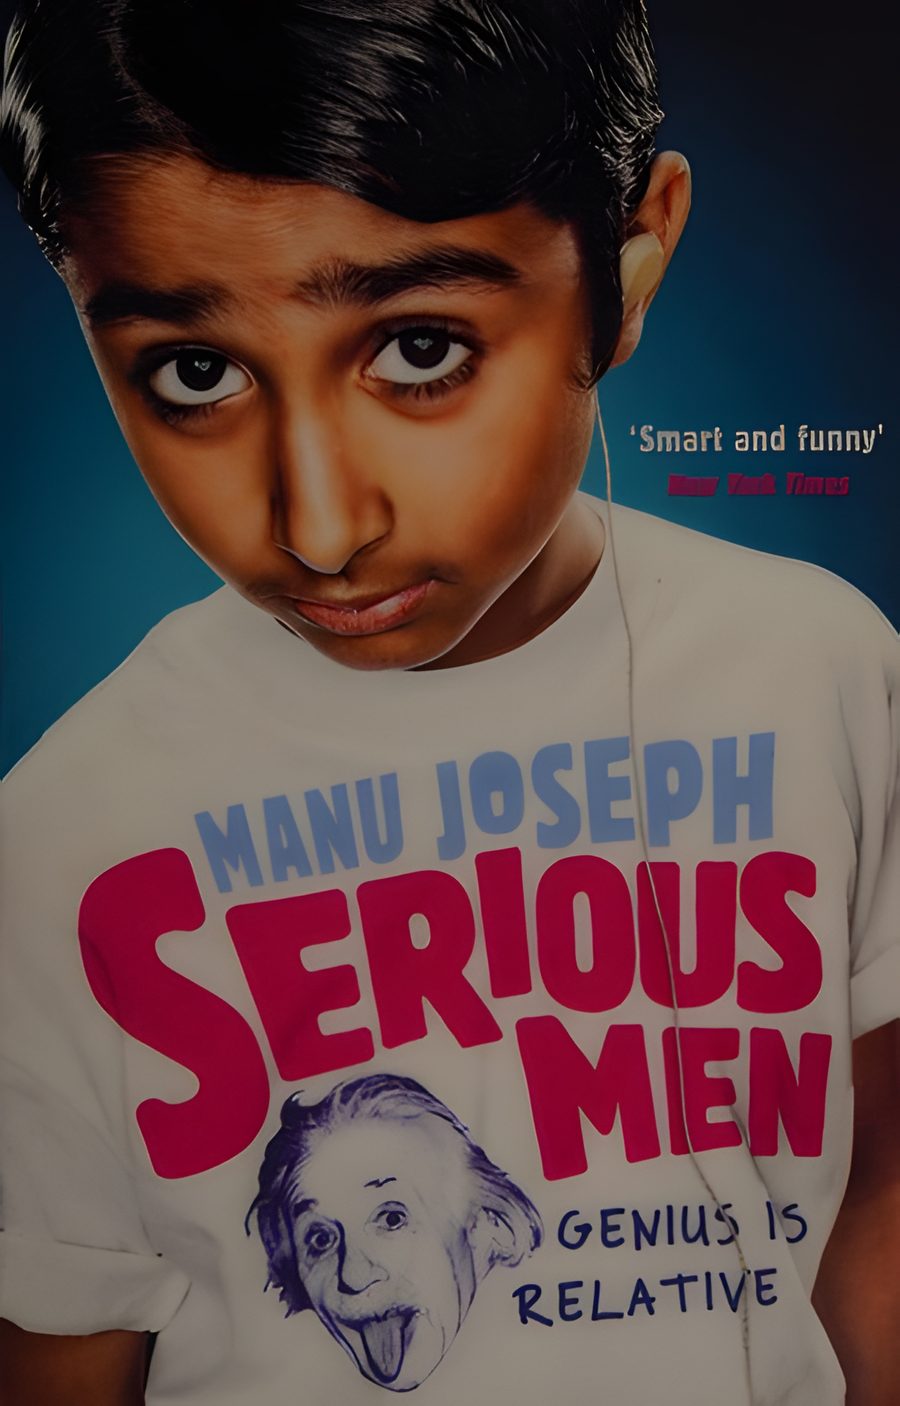 'Smart and funny'
New York Times
MANU JOSEPH
SERIOUS
MEN
GENIUS IS
RELATIVE